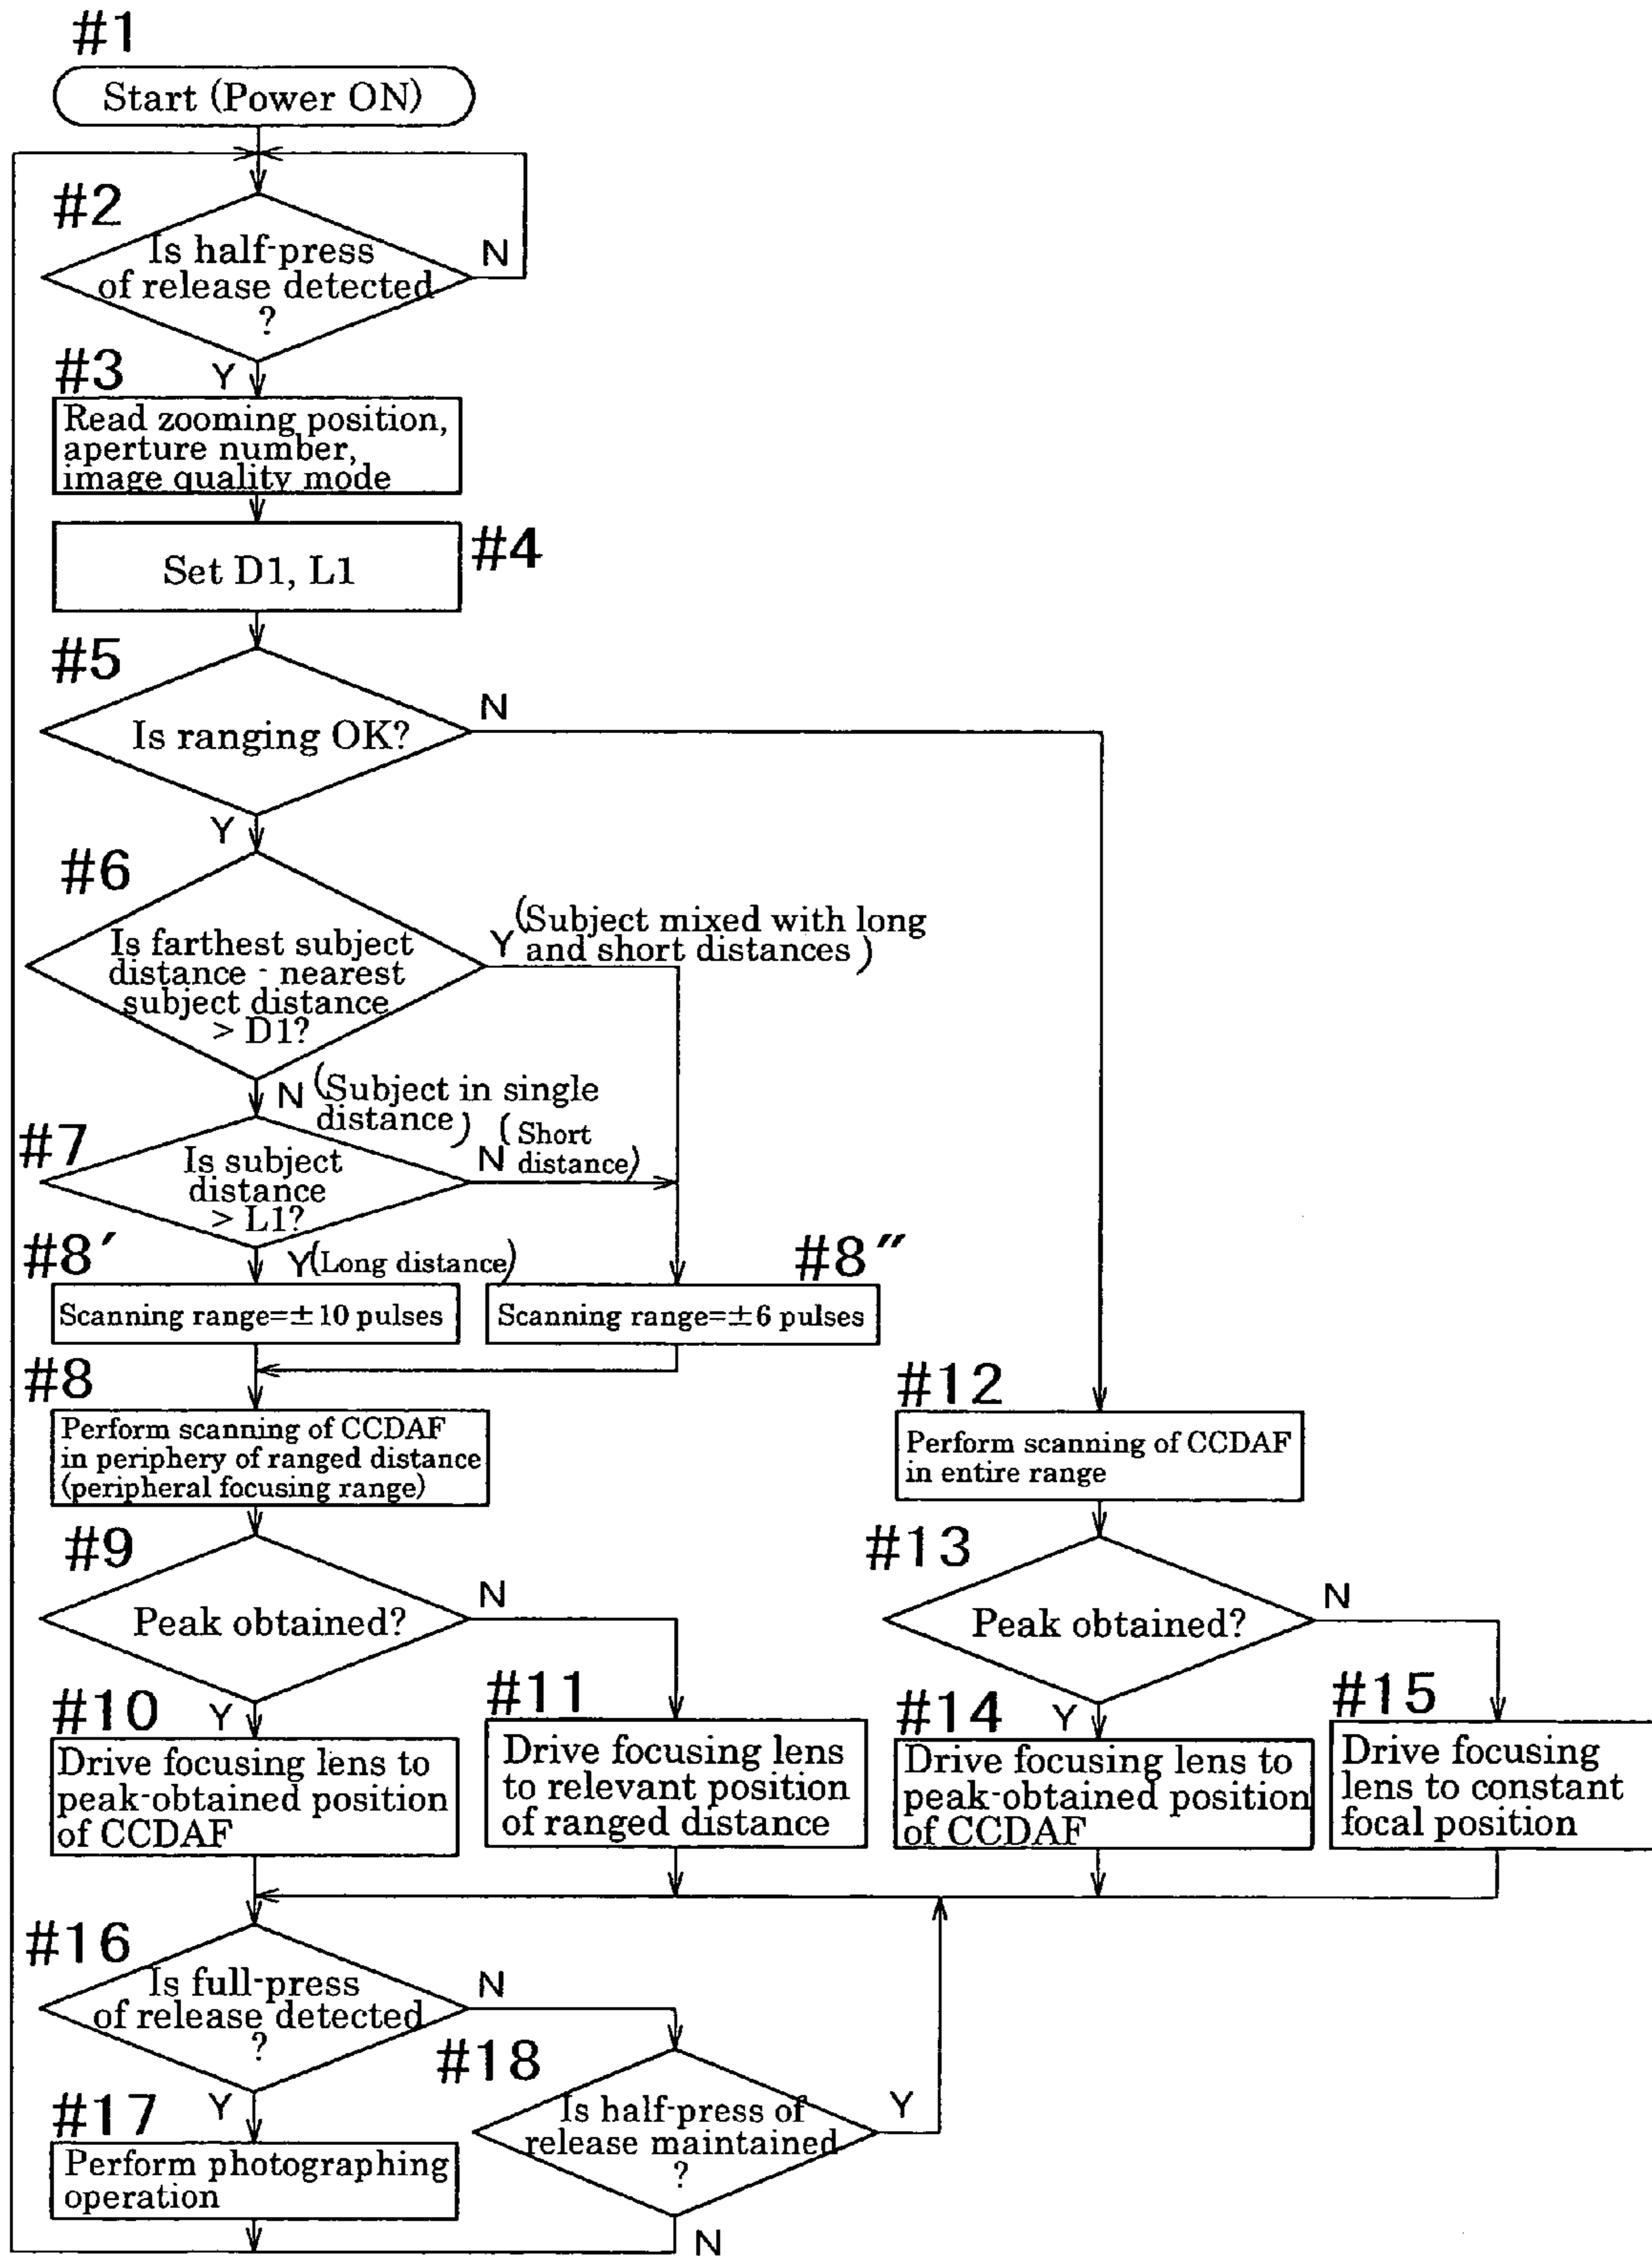 #1
Start (Power ON)
#2
Is half-press
of release detected
?
N
Y
#3
Read zooming position,
aperture number,
image quality mode
Set D1, L1
#4
#5
Is ranging OK?
N
Y
#6
Is farthest subject
distance - nearest
subject distance
> D1?
Y
(Subject mixed with long
and short distances)
N
(Subject in single
distance)
#7
Is subject
distance
> L1?
N
(Short
distance)
Y(Long distance)
#8′
Scanning range=±10 pulses
#8″
Scanning range=±6 pulses
#8
Perform scanning of CCDAF
in periphery of ranged distance
(peripheral focusing range)
#12
Perform scanning of CCDAF
in entire range
#9
Peak obtained?
N
Y
#13
Peak obtained?
N
Y
#10
Drive focusing lens to
peak-obtained position
of CCDAF
#11
Drive focusing lens
to relevant position
of ranged distance
#14
Drive focusing lens to
peak-obtained position
of CCDAF
#15
Drive focusing
lens to constant
focal position
#16
Is full-press
of release detected
?
N
Y
#18
Is half-press of
release maintained
?
Y
N
#17
Perform photographing
operation